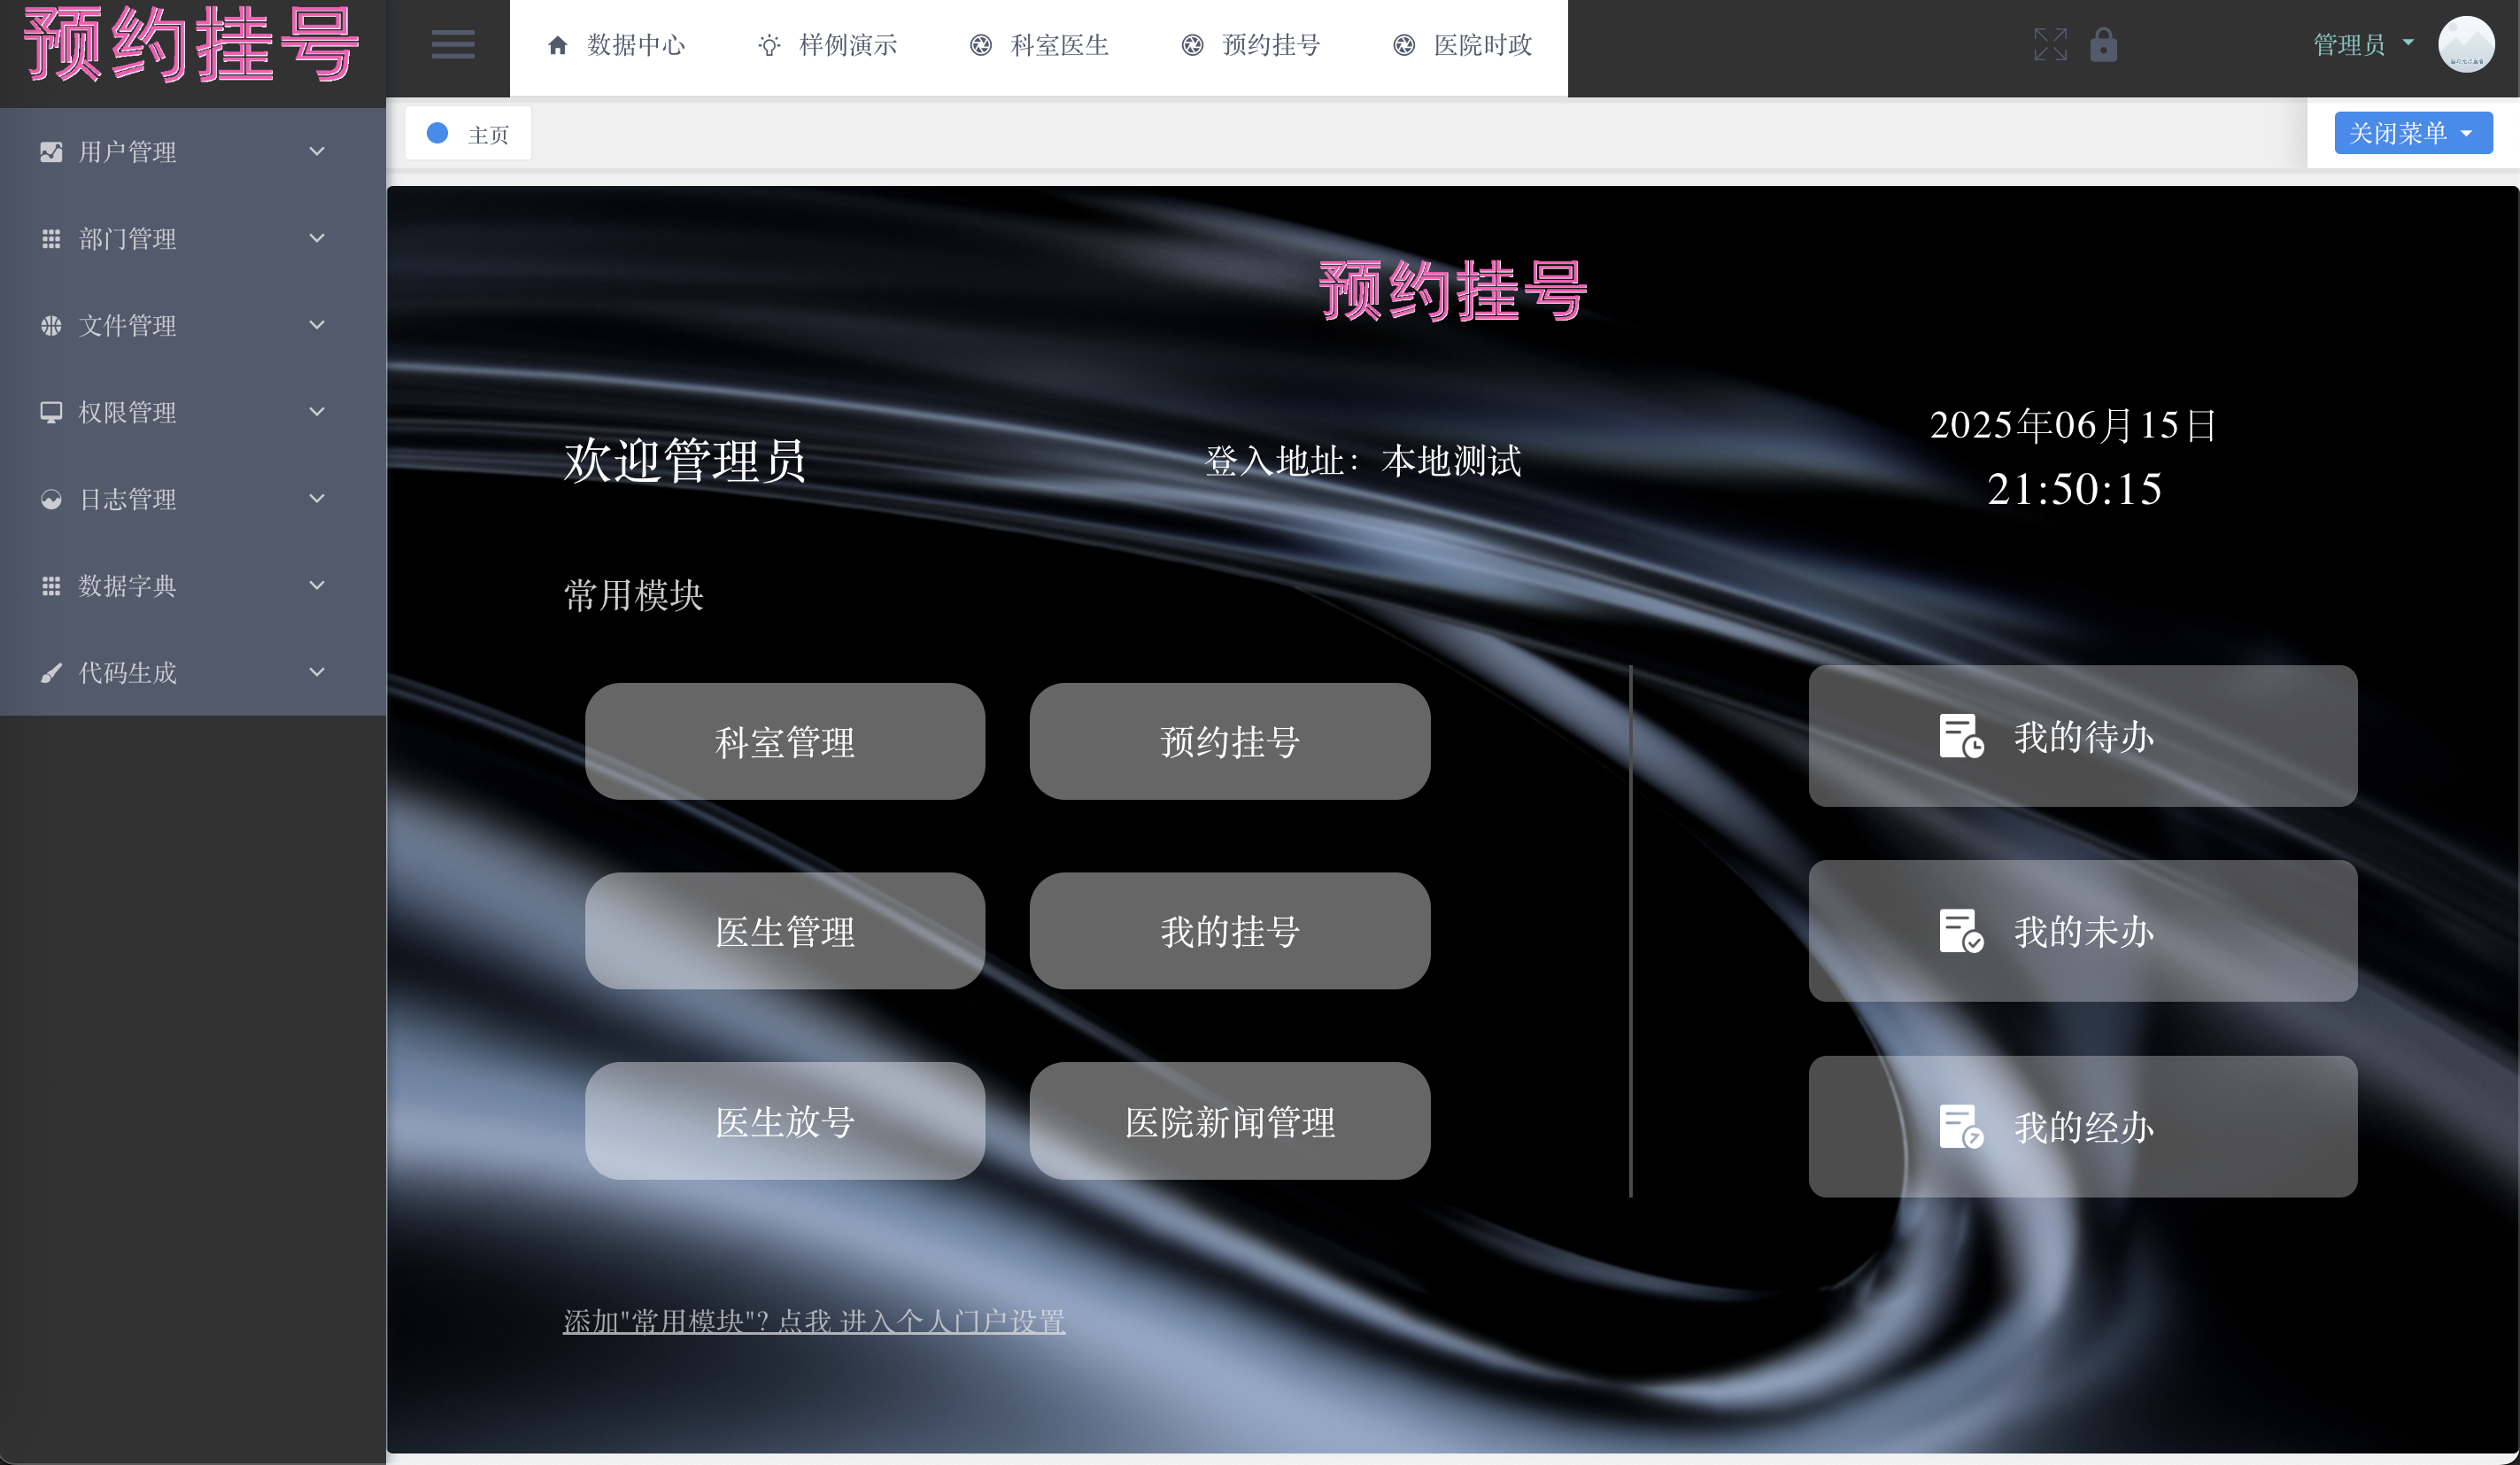 预约挂号
数据中心
样例演示
科室医生
预约挂号
医院时政
管理员
主页
关闭菜单
用户管理
部门管理
文件管理
权限管理
日志管理
数据字典
代码生成
预约挂号
欢迎管理员
登入地址：本地测试
2025年06月15日
21:50:15
常用模块
科室管理
预约挂号
医生管理
我的挂号
医生放号
医院新闻管理
我的待办
我的未办
我的经办
添加"常用模块"? 点我 进入个人门户设置